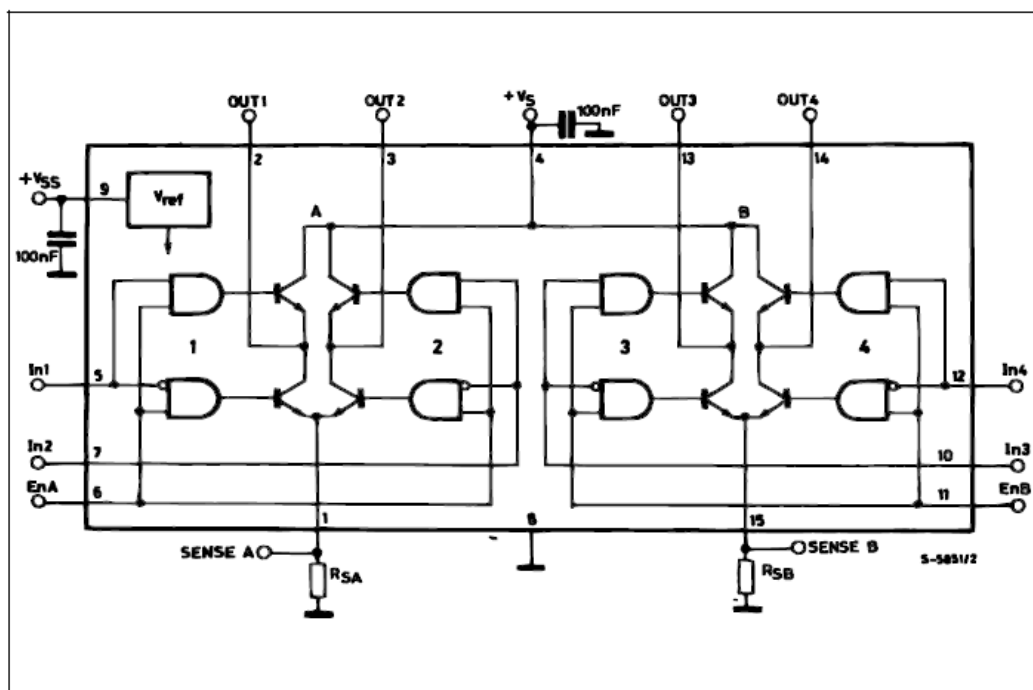 OUT1
OUT2
+VS
100nF
OUT3
OUT4
2
3
4
13
14
+VSS
9
Vref
A
B
100nF
1
2
3
4
In1
5
12
In4
In2
7
10
In3
EnA
6
11
EnB
1
8
15
SENSE A
SENSE B
S-5851/2
RSA
RSB